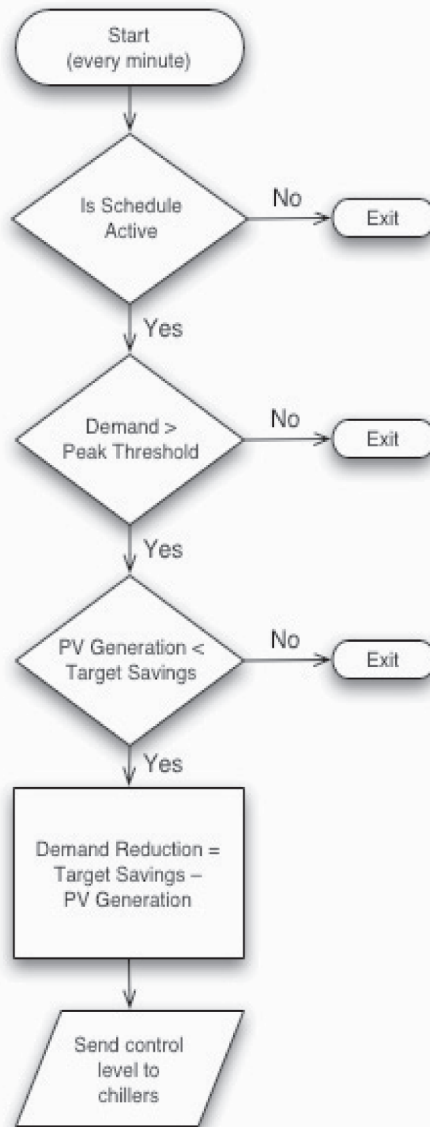 Start
(every minute)
Is Schedule
Active
No
Exit
Yes
Demand >
Peak Threshold
No
Exit
Yes
PV Generation <
Target Savings
No
Exit
Yes
Demand Reduction =
Target Savings –
PV Generation
Send control
level to
chillers